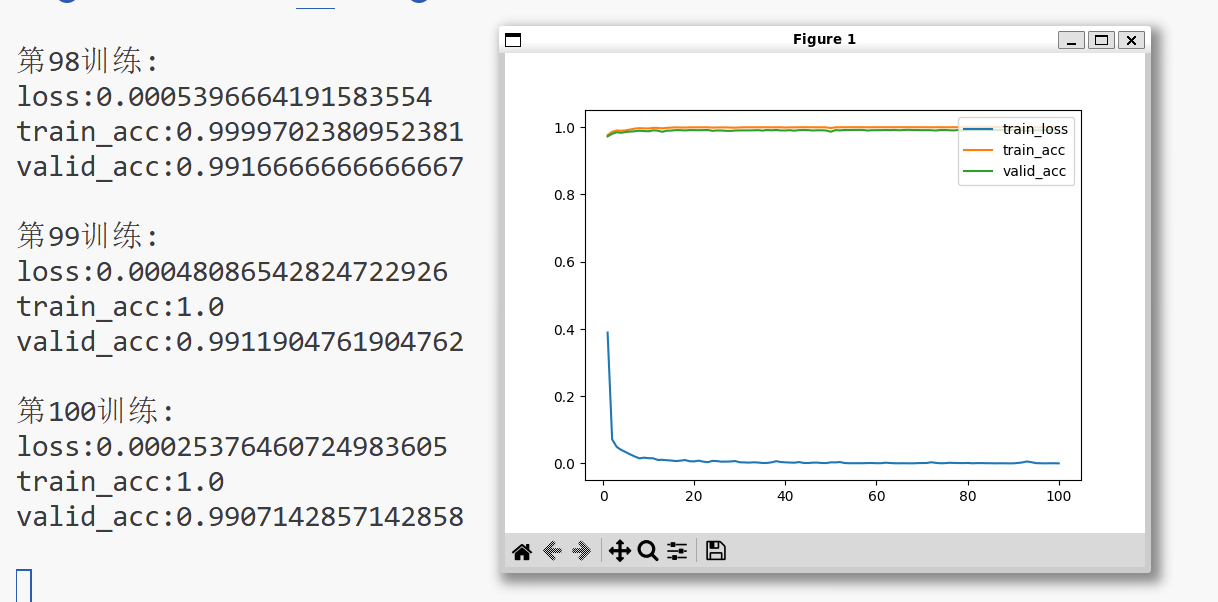 第98训练:
loss:0.0005396664191583554
train_acc:0.9999702380952381
valid_acc:0.9916666666666667
第99训练:
loss:0.00048086542824722926
train_acc:1.0
valid_acc:0.9911904761904762
第100训练:
loss:0.00025376460724983605
train_acc:1.0
valid_acc:0.9907142857142858
Figure 1
train_loss
train_acc
valid_acc
1.0
0.8
0.6
0.4
0.2
0.0
0 20 40 60 80 100